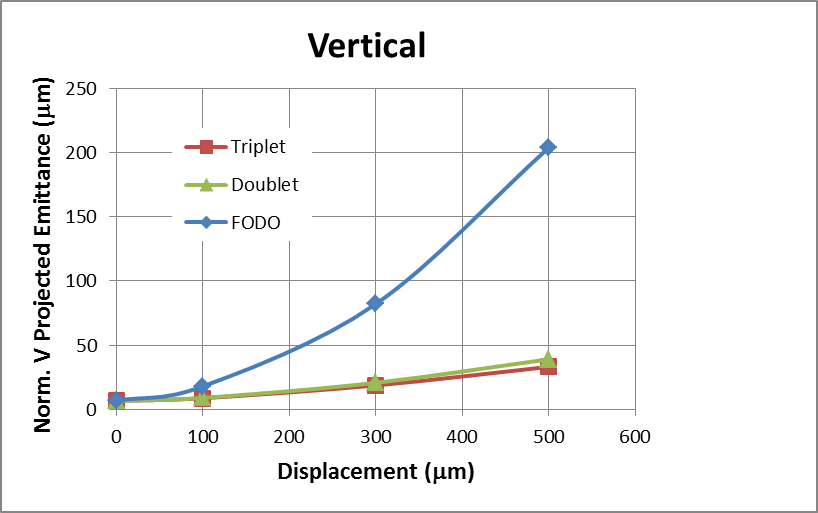 Vertical
Norm. V Projected Emittance (µm)
250
200
150
100
50
0
Triplet
Doublet
FODO
0 100 200 300 400 500 600
Displacement (µm)